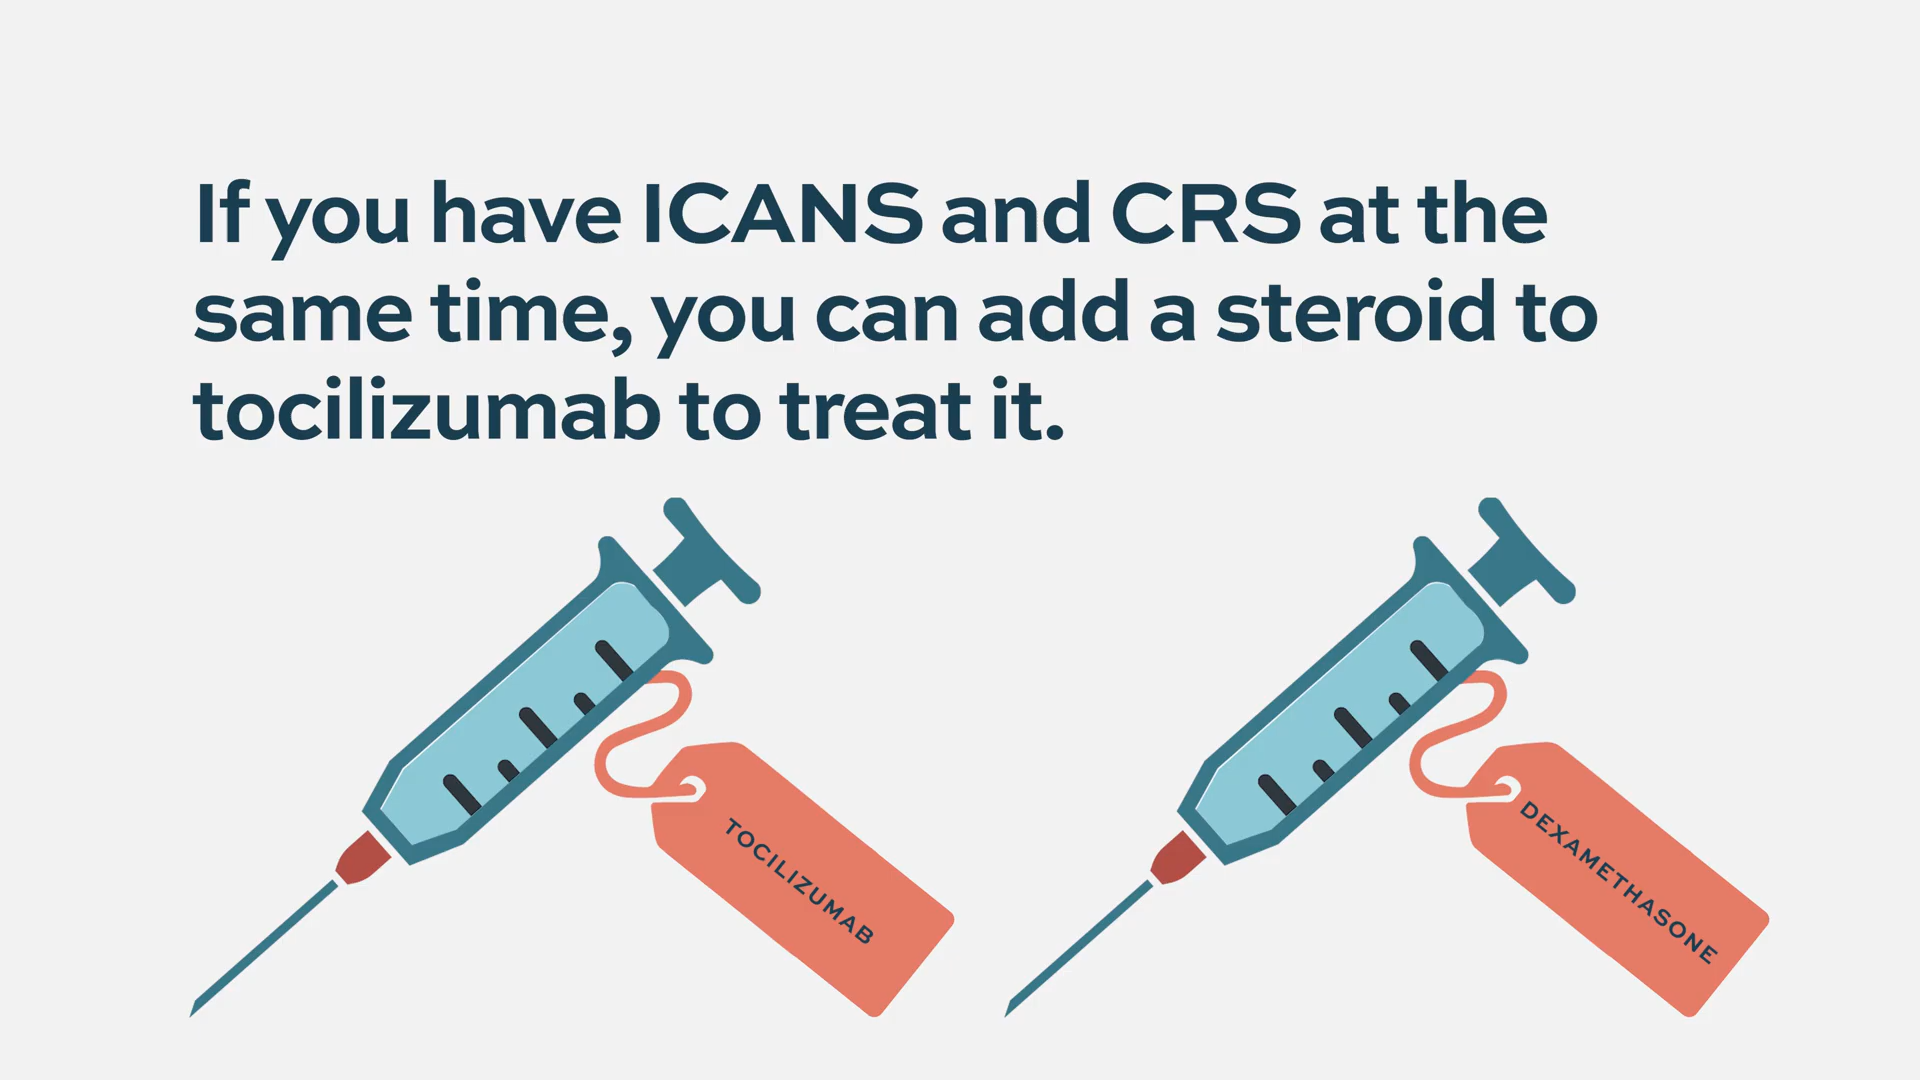 If you have ICANS and CRS at the
same time, you can add a steroid to
tocilizumab to treat it.
TOCILIZUMAB
DEXAMETHASONE